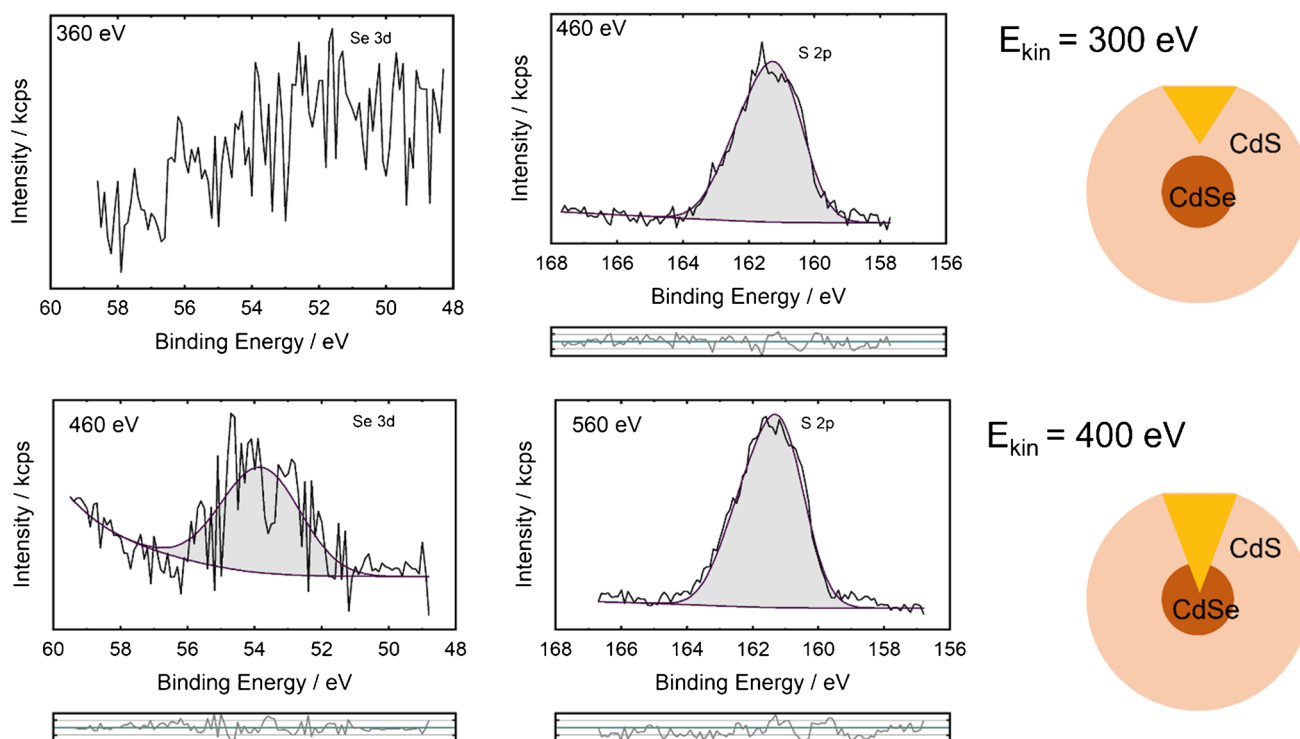 360 eV
Se 3d
Intensity / kcps
60 58 56 54 52 50 48
Binding Energy / eV
460 eV
S 2p
Intensity / kcps
168 166 164 162 160 158 156
Binding Energy / eV
E_kin = 300 eV
CdS
CdSe
460 eV
Se 3d
Intensity / kcps
60 58 56 54 52 50 48
Binding Energy / eV
560 eV
S 2p
Intensity / kcps
168 166 164 162 160 158 156
Binding Energy / eV
E_kin = 400 eV
CdS
CdSe